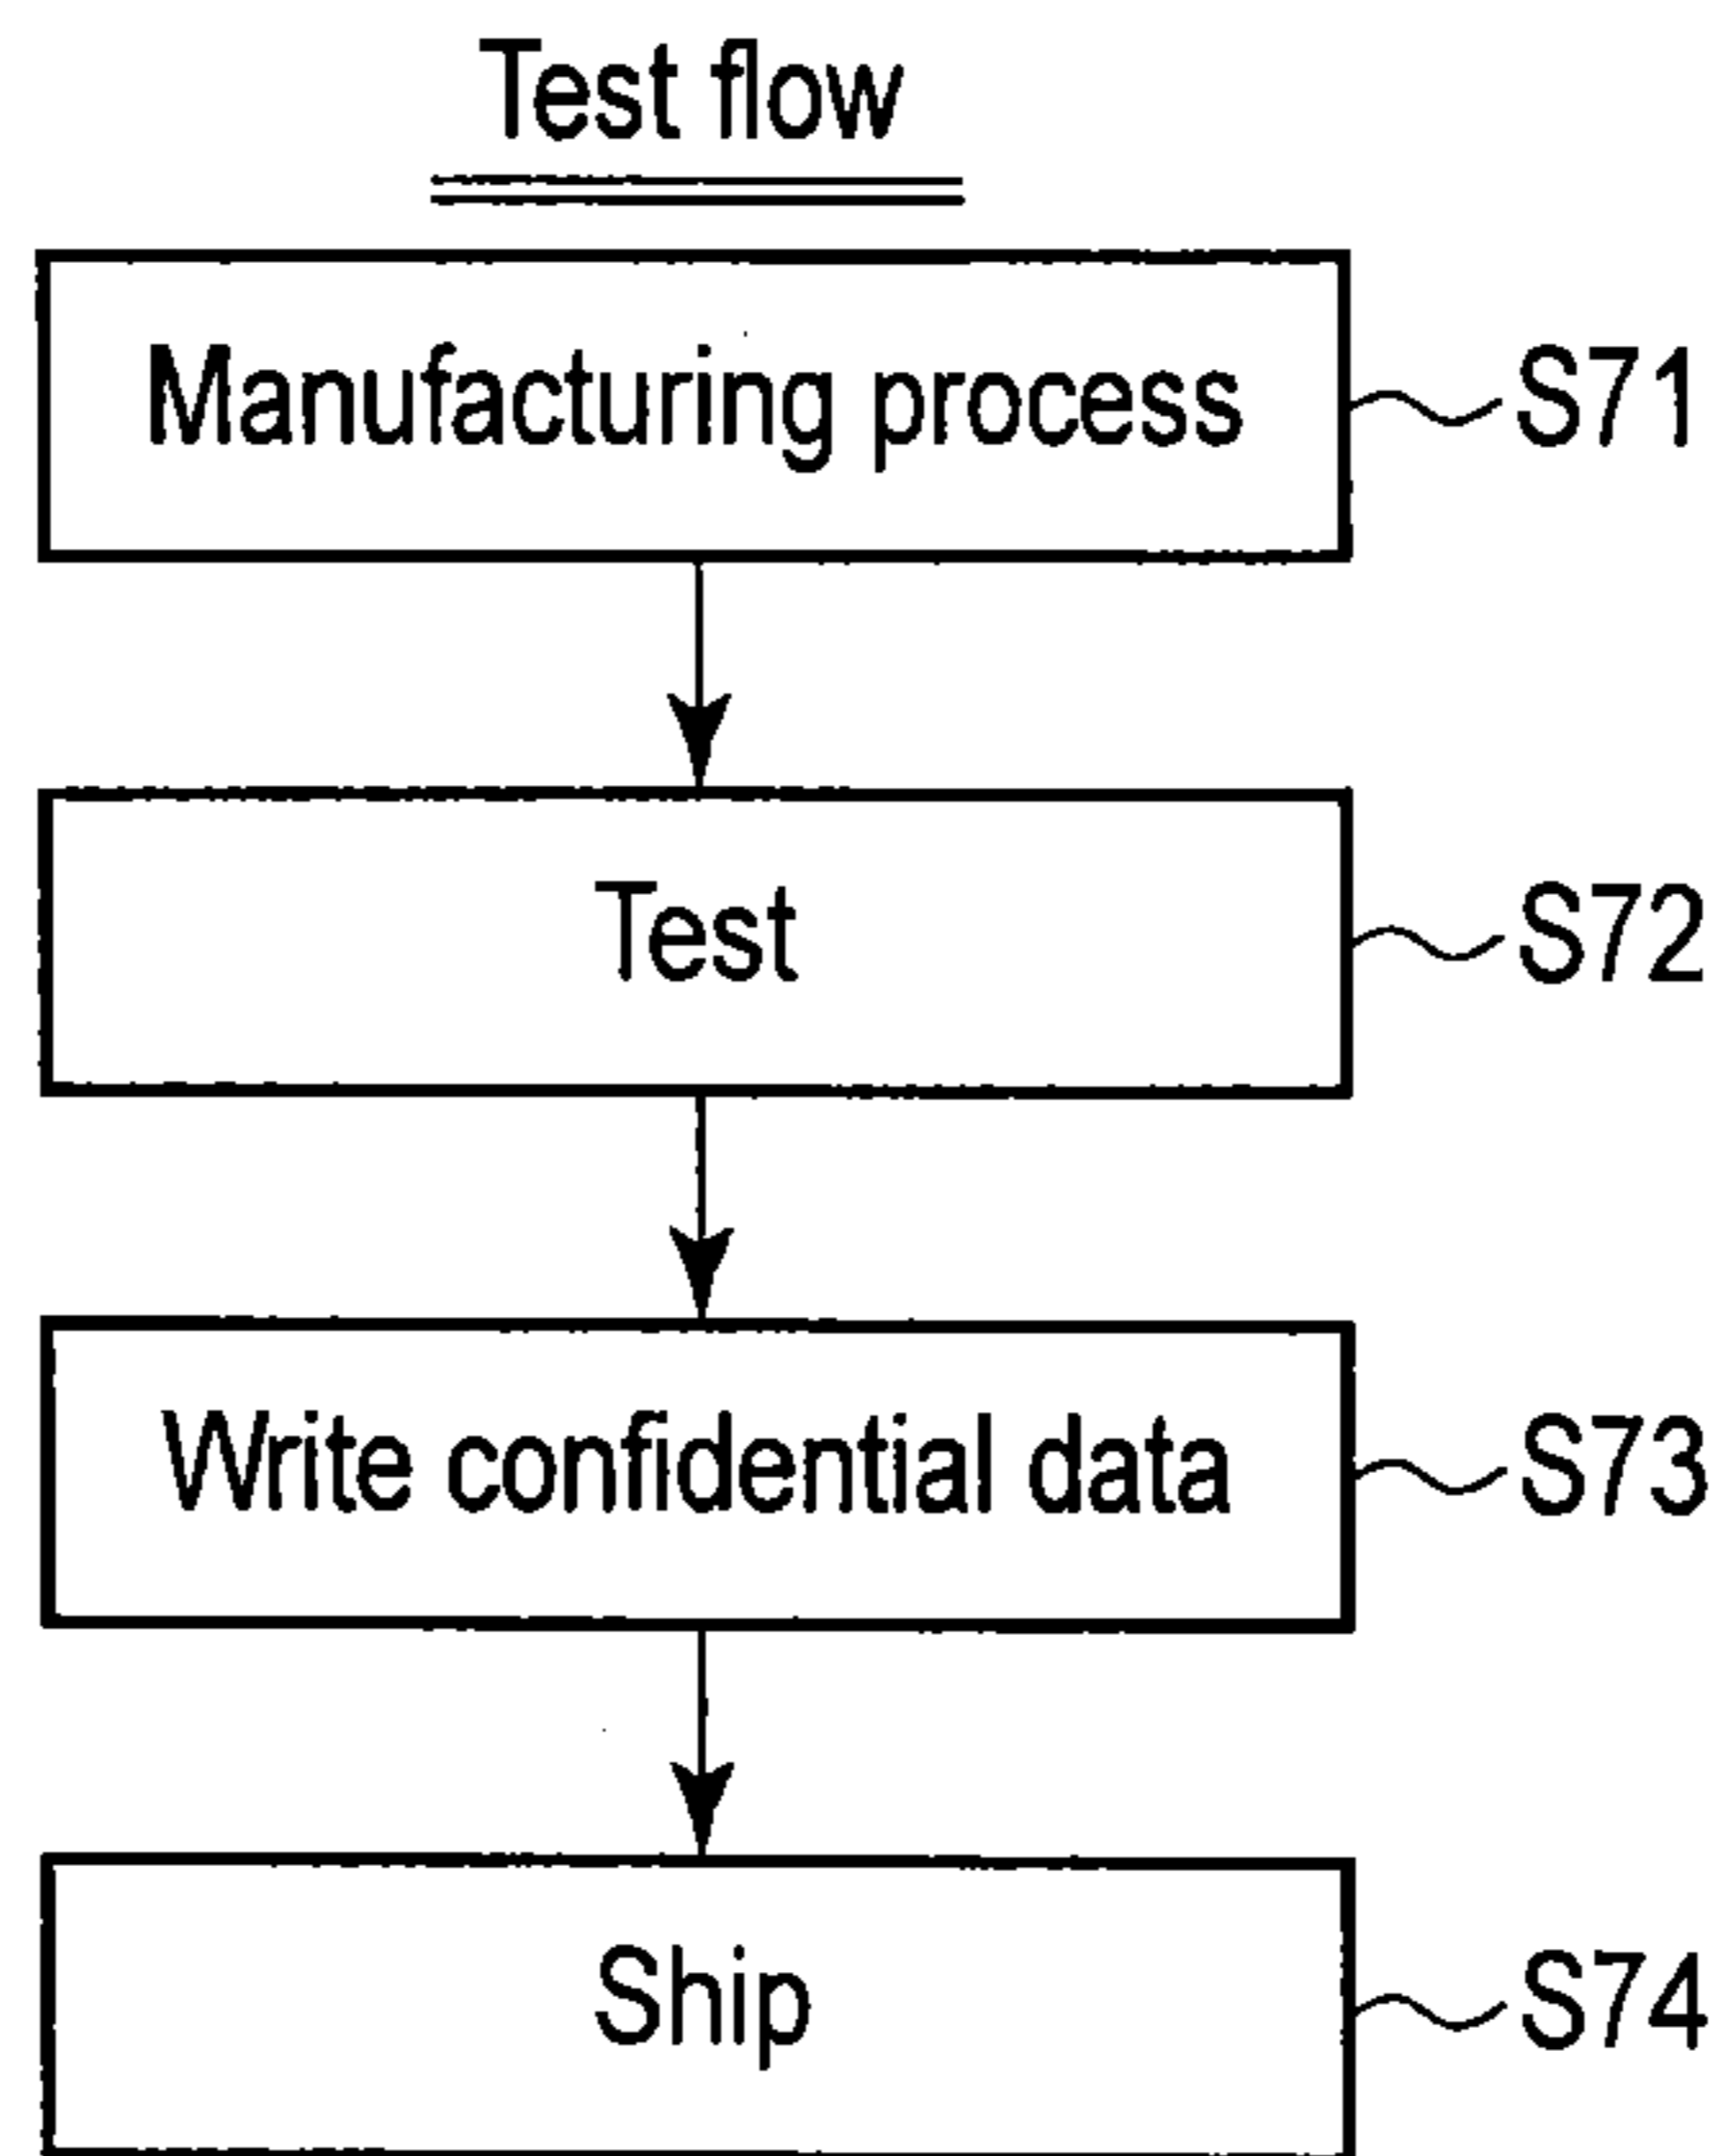 Test flow
Manufacturing process S71
Test S72
Write confidential data S73
Ship S74